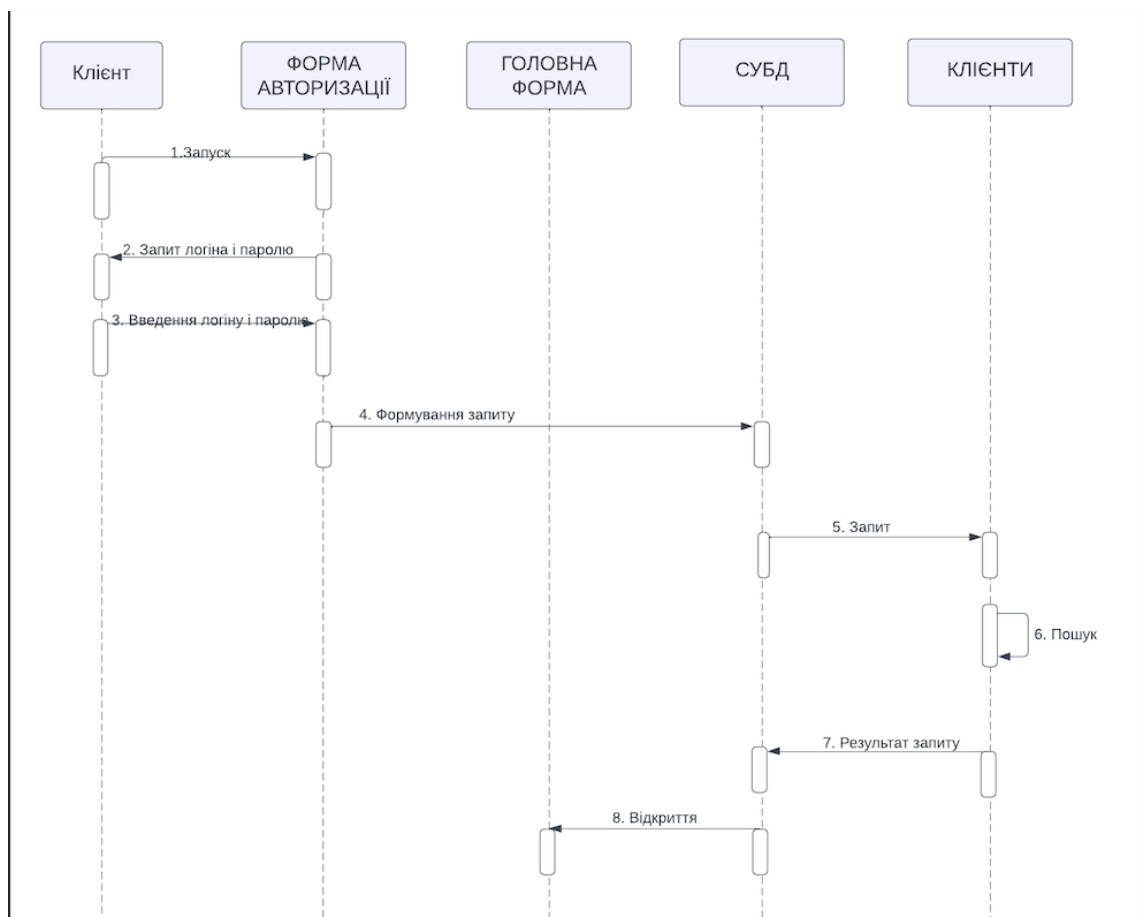 Клієнт
ФОРМА
АВТОРИЗАЦІЇ
ГОЛОВНА
ФОРМА
СУБД
КЛІЄНТИ
1.Запуск
2. Запит логіна і паролю
3. Введення логіну і паролю
4. Формування запиту
5. Запит
6. Пошук
7. Результат запиту
8. Відкриття